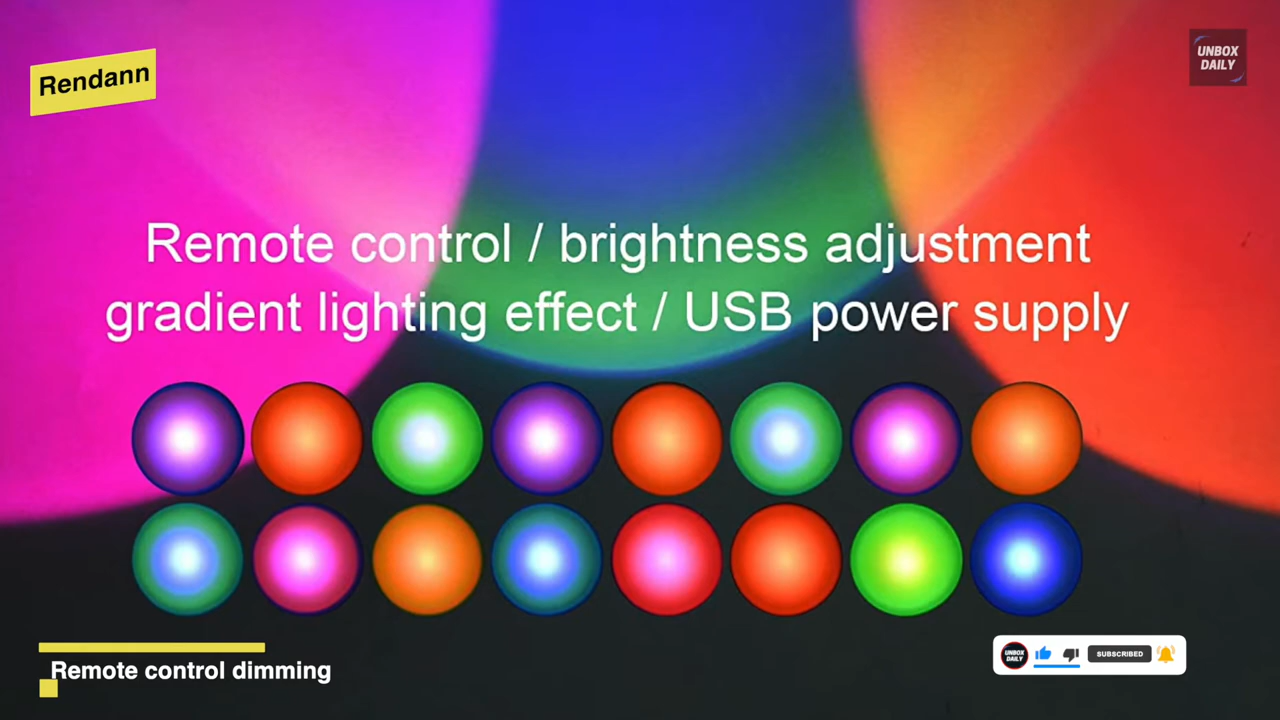 Rendann
UNBOX
DAILY
Remote control / brightness adjustment
gradient lighting effect / USB power supply
Remote control dimming
UNBOX
DAILY
SUBSCRIBED